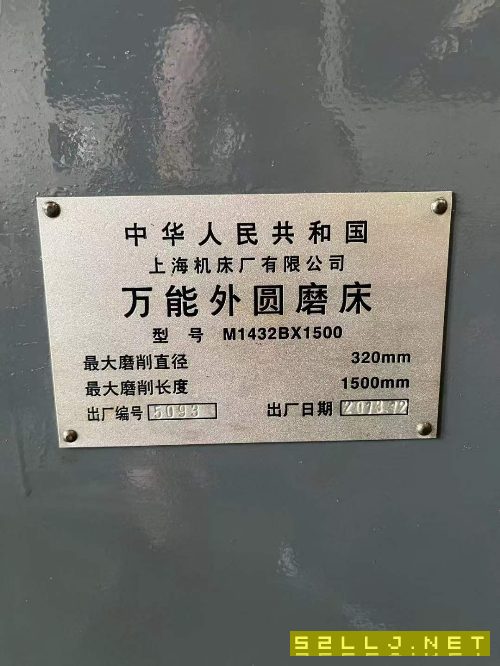 中华人民共和国
上海机床厂有限公司
万能外圆磨床
型 号 M1432BX1500
最大磨削直径 320mm
最大磨削长度 1500mm
出厂编号 5093 出厂日期 2013.12
52LLJ.NET